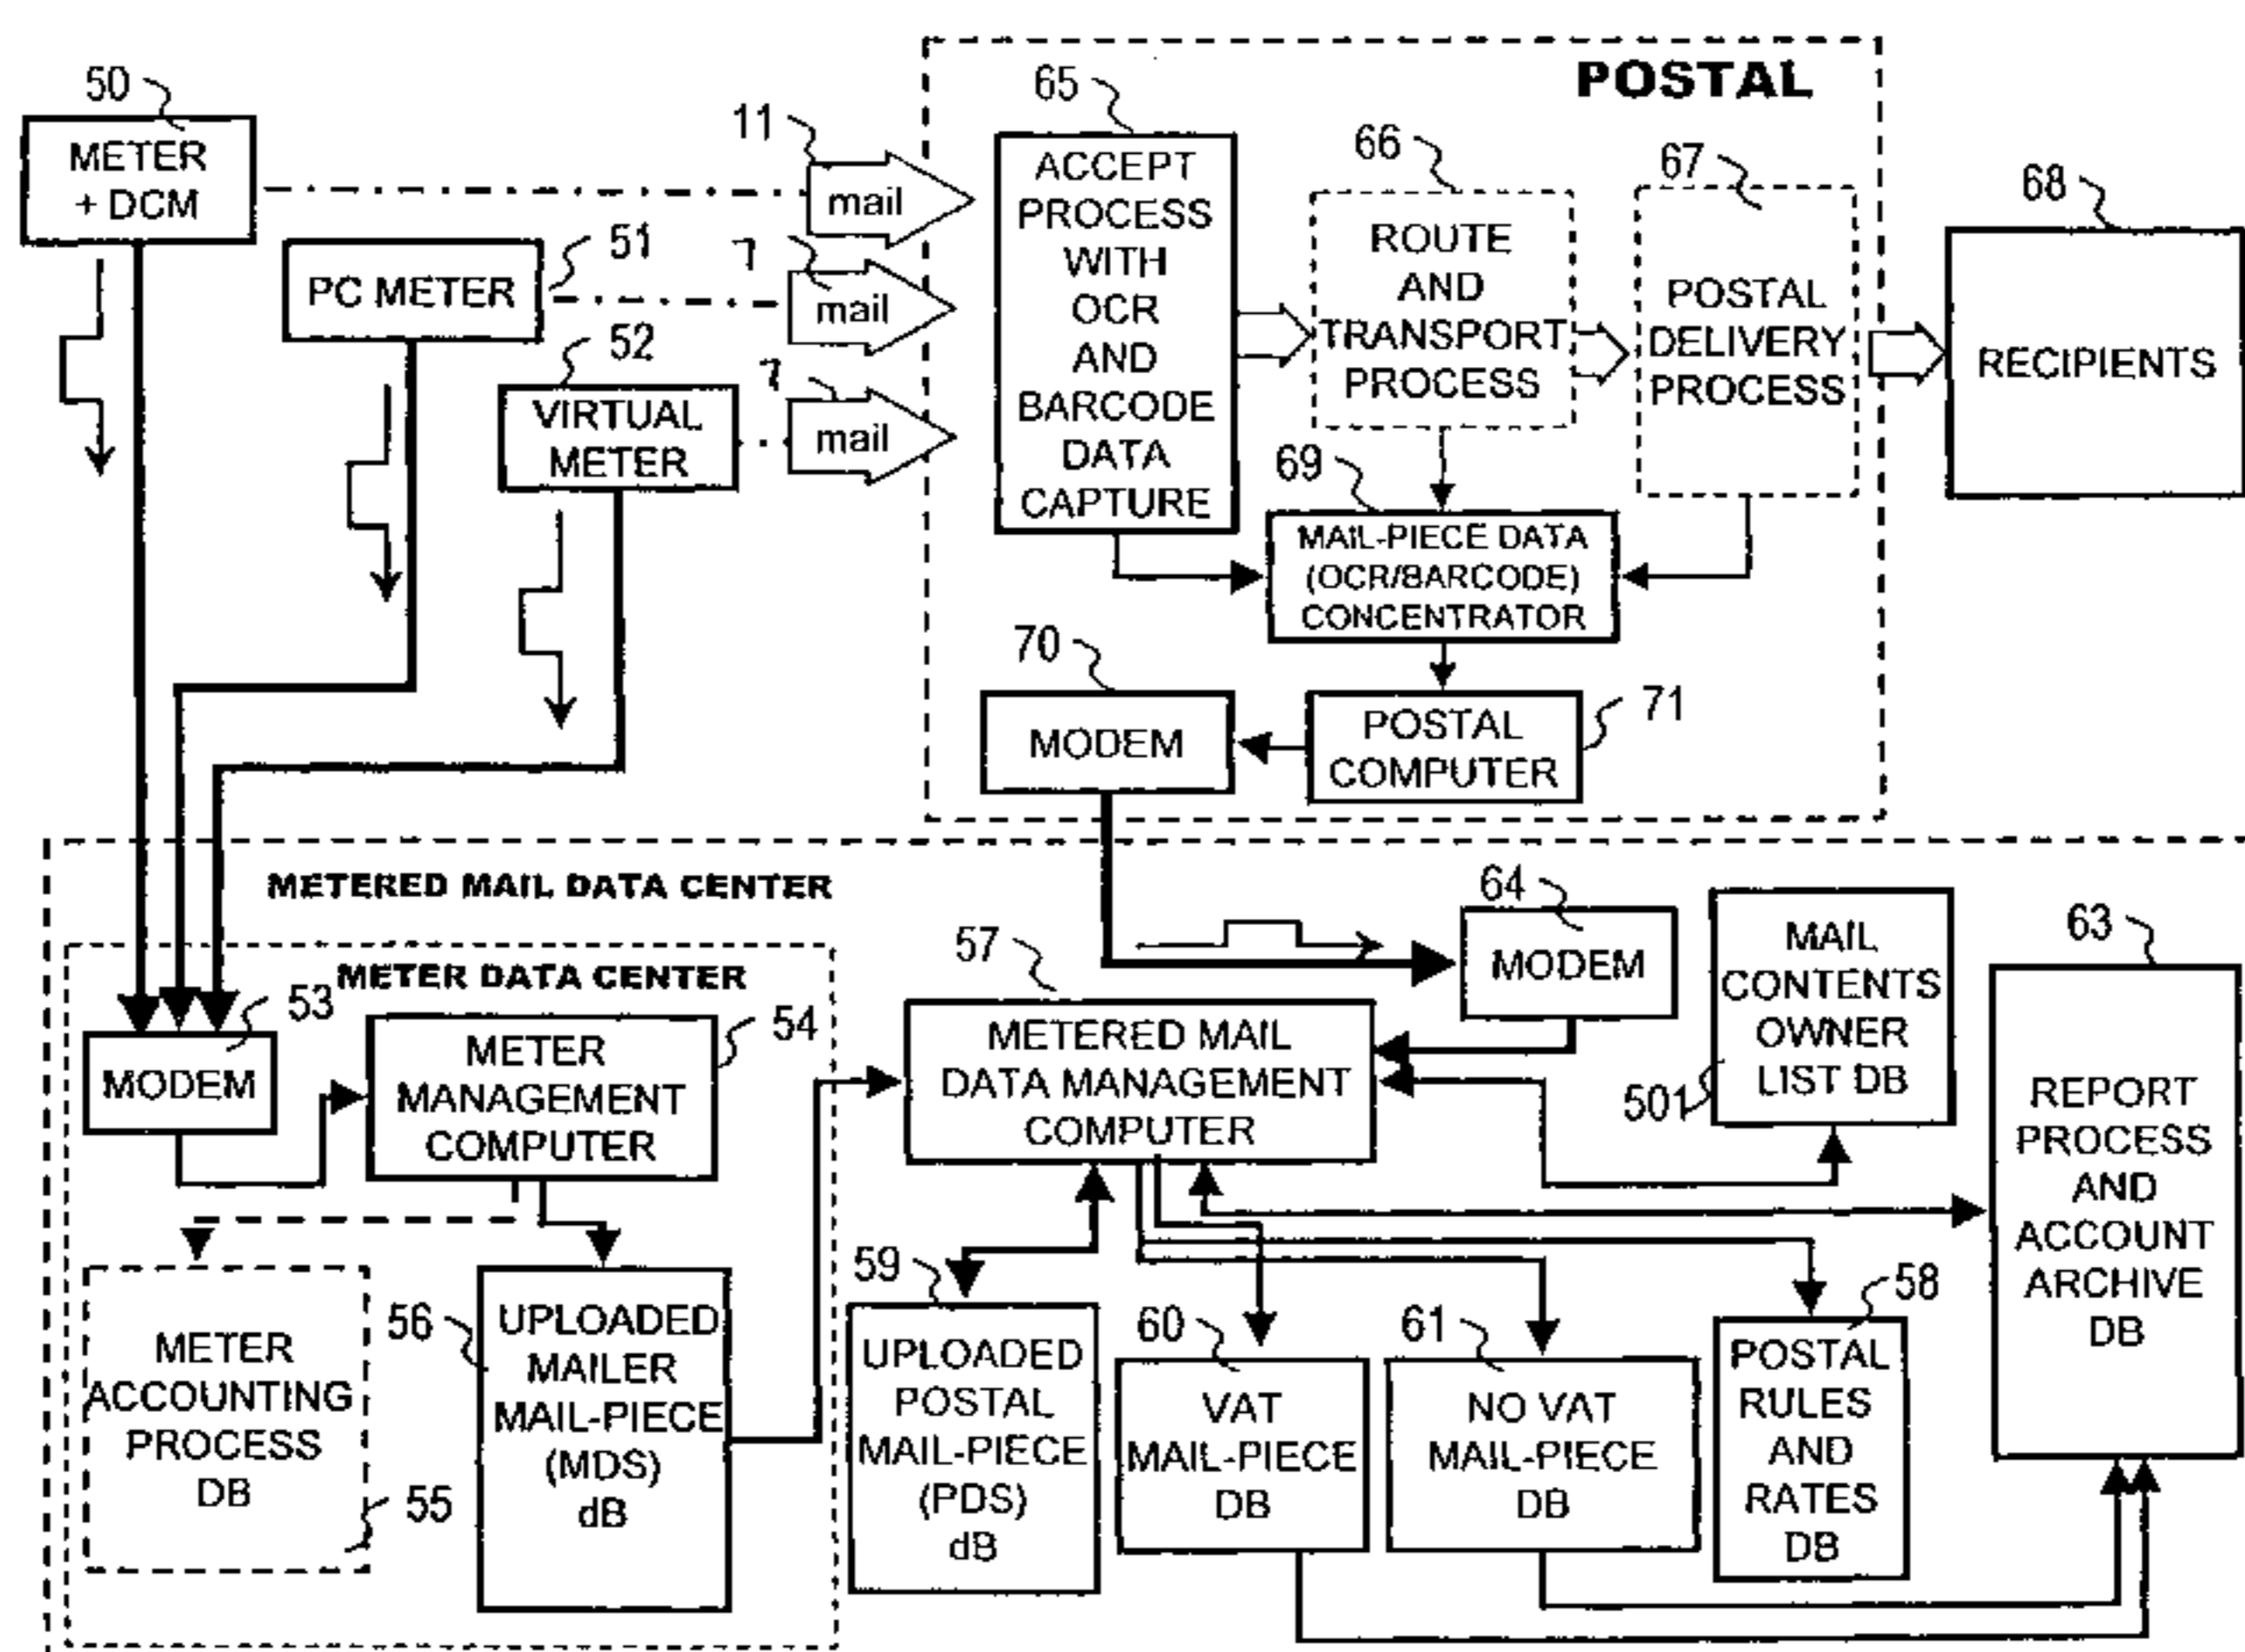 POSTAL
50
METER
+ DCM
11
mail
65
ACCEPT
PROCESS
WITH
OCR
AND
BARCODE
DATA
CAPTURE
66
ROUTE
AND
TRANSPORT
PROCESS
67
POSTAL
DELIVERY
PROCESS
68
RECIPIENTS
PC METER
51
mail
52
VIRTUAL
METER
mail
69
MAIL-PIECE DATA
(OCR/BARCODE)
CONCENTRATOR
70
MODEM
POSTAL
COMPUTER
71
METERED MAIL DATA CENTER
METER DATA CENTER
53
MODEM
METER
MANAGEMENT
COMPUTER
54
57
METERED MAIL
DATA MANAGEMENT
COMPUTER
64
MODEM
MAIL
CONTENTS
OWNER
LIST DB
501
63
REPORT
PROCESS
AND
ACCOUNT
ARCHIVE
DB
METER
ACCOUNTING
PROCESS
DB
55
56
UPLOADED
MAILER
MAIL-PIECE
(MDS)
dB
59
UPLOADED
POSTAL
MAIL-PIECE
(PDS)
dB
60
VAT
MAIL-PIECE
DB
61
NO VAT
MAIL-PIECE
DB
58
POSTAL
RULES
AND
RATES
DB